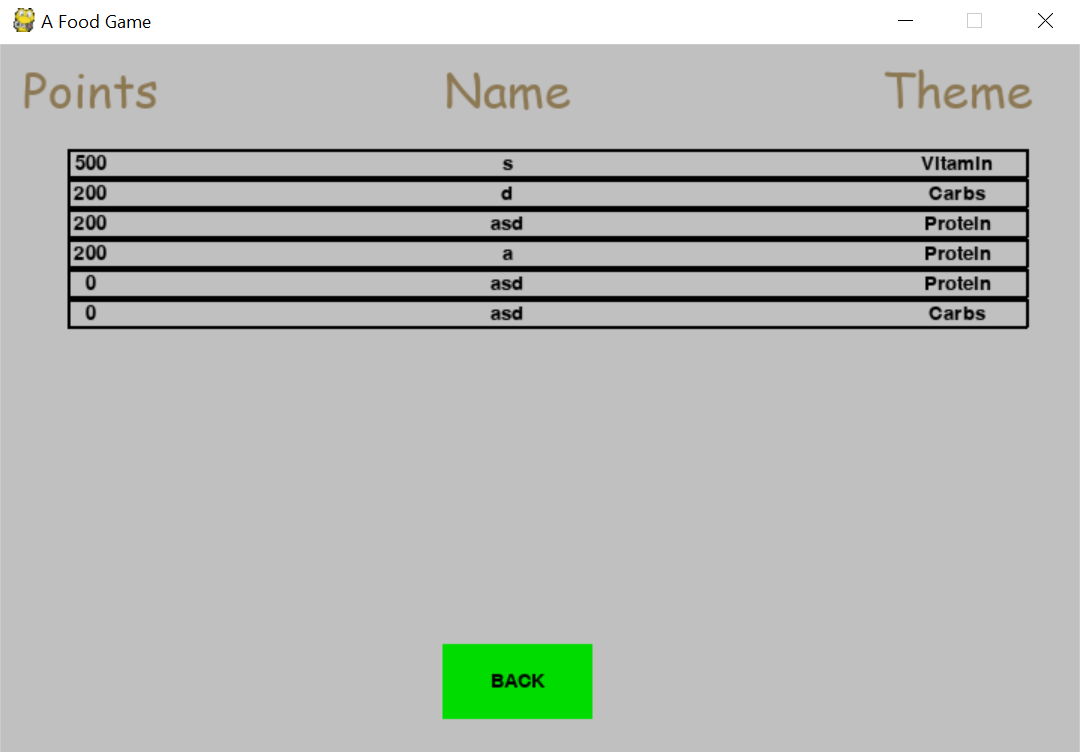 A Food Game
Points Name Theme
500 s Vitamin
200 d Carbs
200 asd Protein
200 a Protein
0 asd Protein
0 asd Carbs
BACK